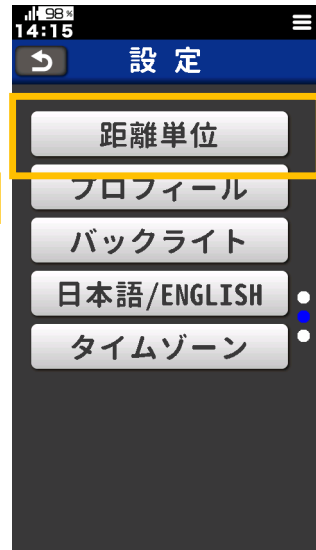 98%
14:15
設定
距離単位
プロフィール
バックライト
日本語/ENGLISH
タイムゾーン